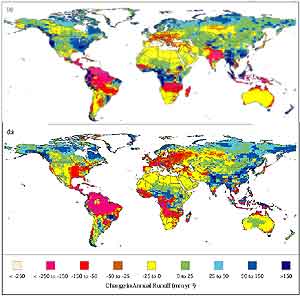 (a)
(b)
< -250 -250 to -150 -150 to -50 -50 to -25 -25 to 0 0 to 25 25 to 50 50 to 150 >150
Change in Annual Runoff (mm yr⁻¹)